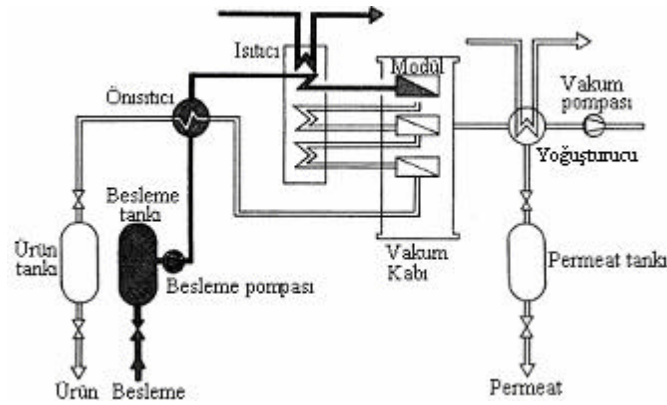 Isıtıcı
Modül
Önısıtıcı
Vakum
pompası
Yoğuşturucu
Besleme
tankı
Ürün
tankı
Besleme pompası
Vakum
Kabı
Permeat tankı
Ürün
Besleme
Permeat